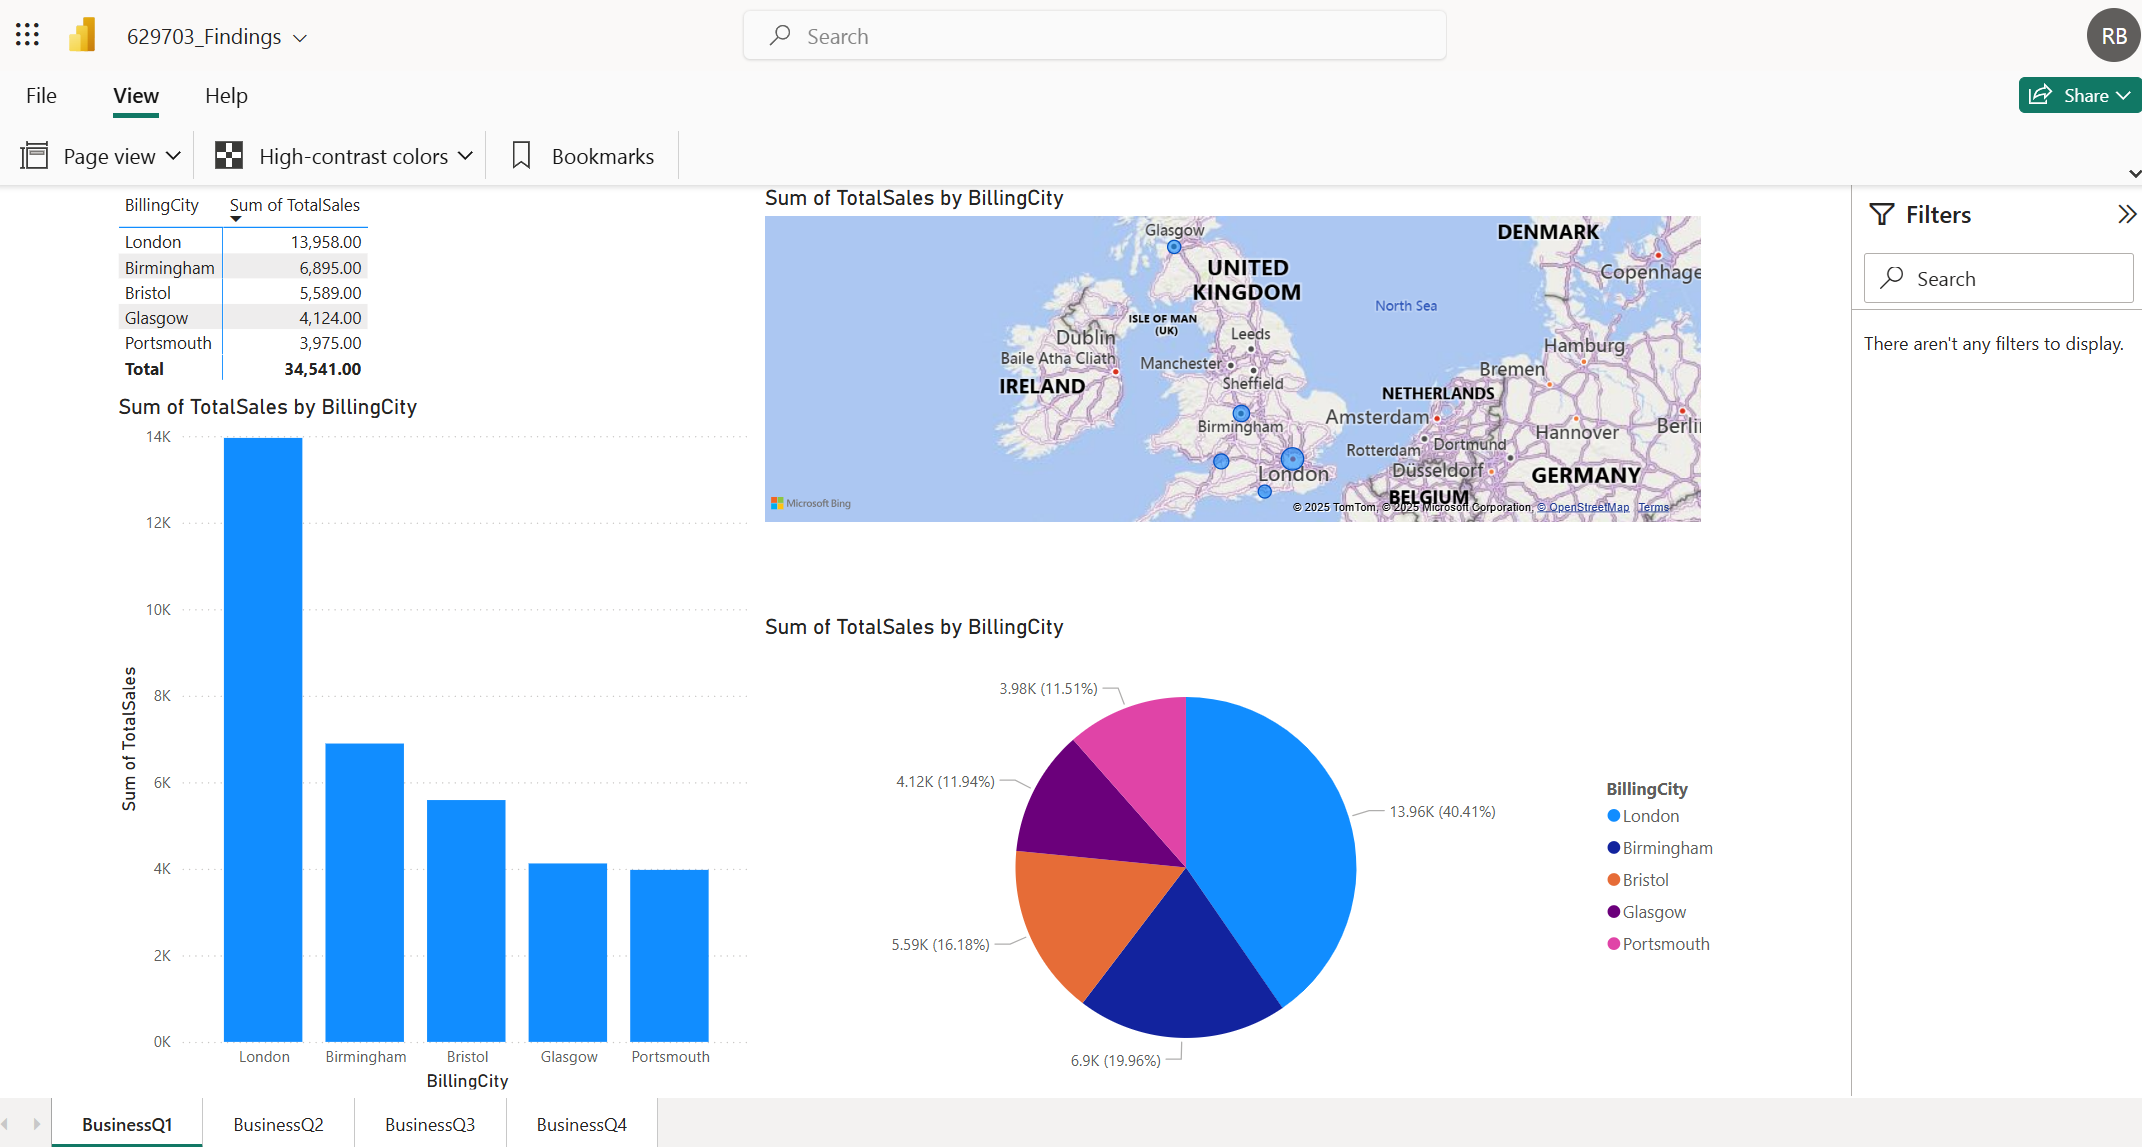 629703_Findings
Search
RB
File
View
Help
Share
Page view
High-contrast colors
Bookmarks
BillingCity Sum of TotalSales
London 13,958.00
Birmingham 6,895.00
Bristol 5,589.00
Glasgow 4,124.00
Portsmouth 3,975.00
Total 34,541.00
Sum of TotalSales by BillingCity
14K
12K
10K
8K
6K
4K
2K
0K
Sum of TotalSales
London Birmingham Bristol Glasgow Portsmouth
BillingCity
Sum of TotalSales by BillingCity
Glasgow
DENMARK
UNITED
KINGDOM
Copenhage
North Sea
ISLE OF MAN
(UK)
Dublin
Baile Atha Cliath
IRELAND
Leeds
Manchester
Sheffield
Hamburg
Bremen
NETHERLANDS
Amsterdam
Birmingham
Hannover
Berli
Rotterdam
Dortmund
Düsseldorf
London
GERMANY
BELGIUM
Microsoft Bing
© 2025 TomTom, © 2025 Microsoft Corporation, © OpenStreetMap Terms
Sum of TotalSales by BillingCity
3.98K (11.51%)
4.12K (11.94%)
13.96K (40.41%)
5.59K (16.18%)
6.9K (19.96%)
BillingCity
London
Birmingham
Bristol
Glasgow
Portsmouth
Filters
Search
There aren't any filters to display.
BusinessQ1
BusinessQ2
BusinessQ3
BusinessQ4